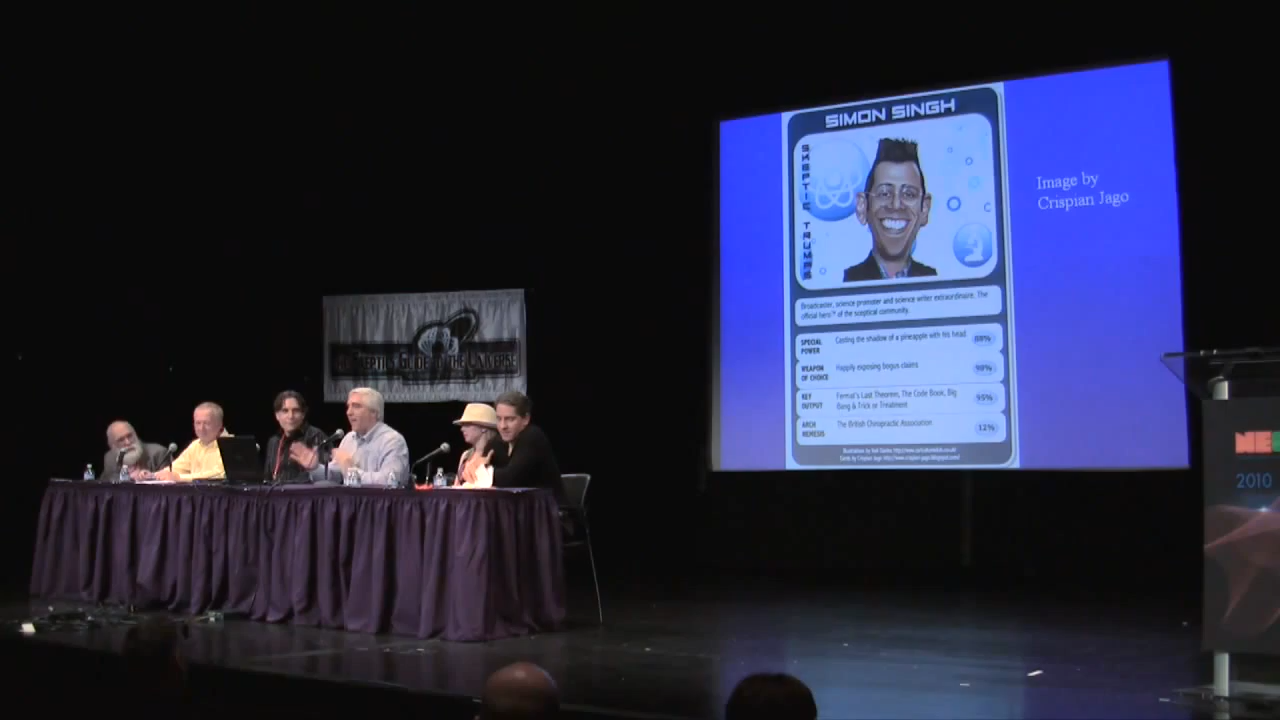 SIMON SINGH
SKEPTIC TRUMPS
Image by
Crispian Jago
Broadcaster, science promoter and science writer extraordinaire. The
official hero™ of the sceptical community.
SPECIAL POWER Casting the shadow of a pineapple with his head 88%
WEAPON OF CHOICE Happily exposing bogus claims 98%
KEY OUTPUT Fermat's Last Theorem, The Code Book, Big
Bang & Trick or Treatment 95%
ARCH NEMESIS The British Chiropractic Association 12%
Skeptics Guide to the Universe
NE
2010